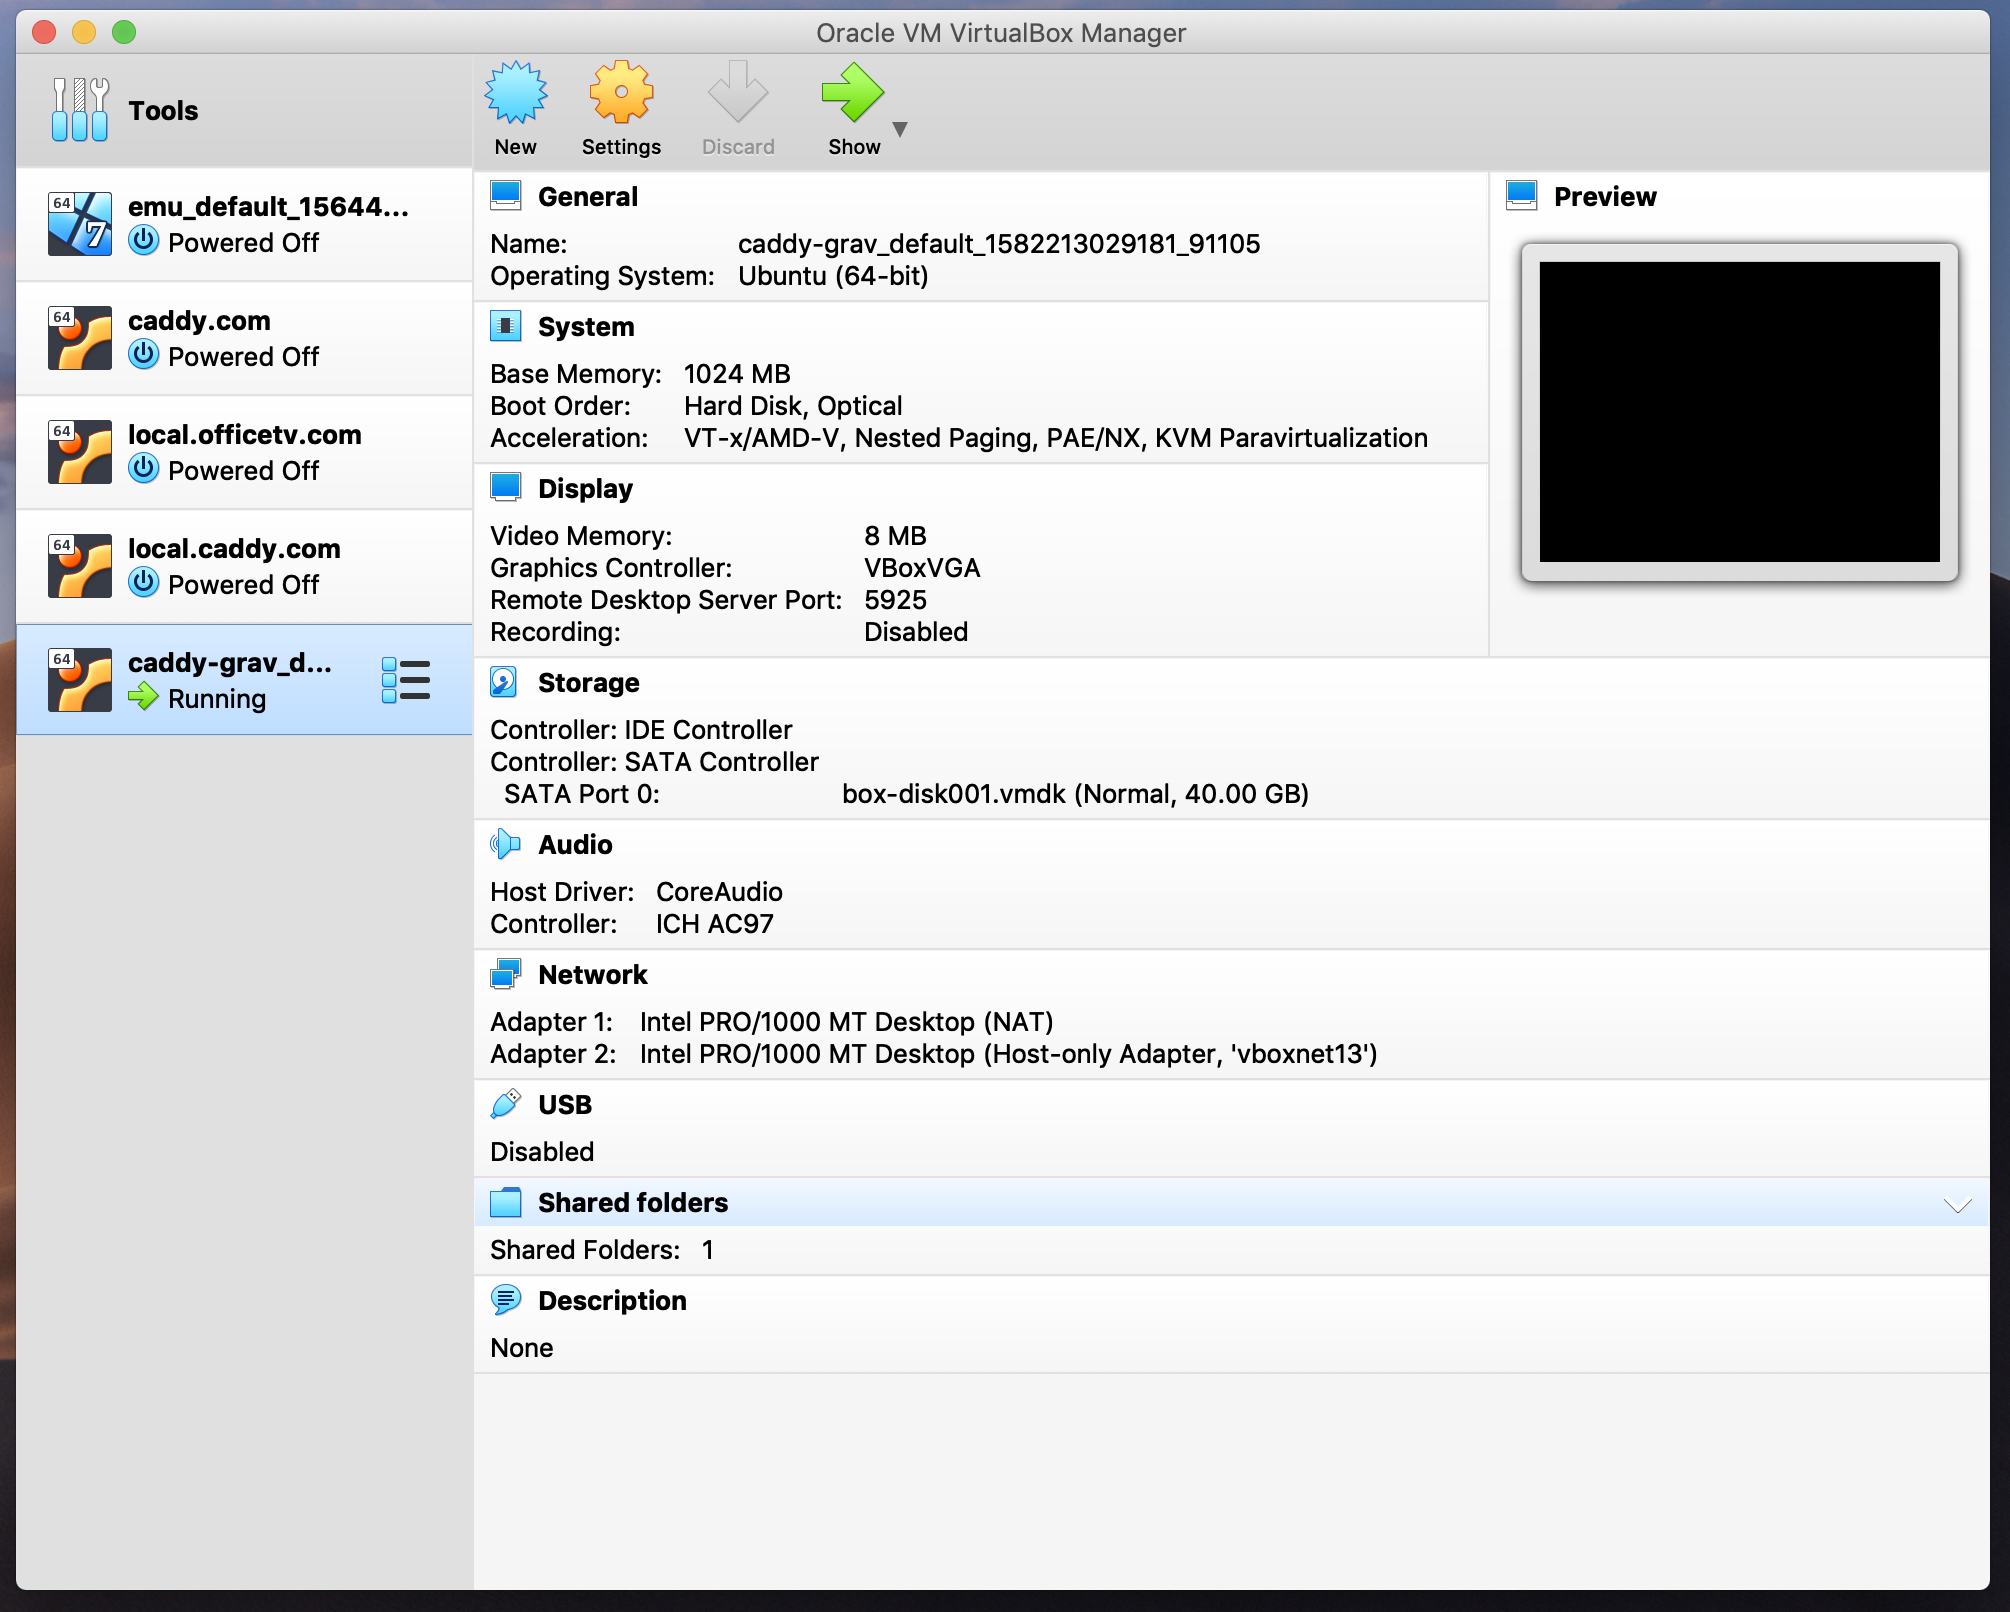 Oracle VM VirtualBox Manager
Tools
New
Settings
Discard
Show
64
7
emu_default_15644...
Powered Off
64
caddy.com
Powered Off
64
local.officetv.com
Powered Off
64
local.caddy.com
Powered Off
64
caddy-grav_d...
Running
General
Name: caddy-grav_default_1582213029181_91105
Operating System: Ubuntu (64-bit)
Preview
System
Base Memory: 1024 MB
Boot Order: Hard Disk, Optical
Acceleration: VT-x/AMD-V, Nested Paging, PAE/NX, KVM Paravirtualization
Display
Video Memory: 8 MB
Graphics Controller: VBoxVGA
Remote Desktop Server Port: 5925
Recording: Disabled
Storage
Controller: IDE Controller
Controller: SATA Controller
SATA Port 0: box-disk001.vmdk (Normal, 40.00 GB)
Audio
Host Driver: CoreAudio
Controller: ICH AC97
Network
Adapter 1: Intel PRO/1000 MT Desktop (NAT)
Adapter 2: Intel PRO/1000 MT Desktop (Host-only Adapter, 'vboxnet13')
USB
Disabled
Shared folders
Shared Folders: 1
Description
None